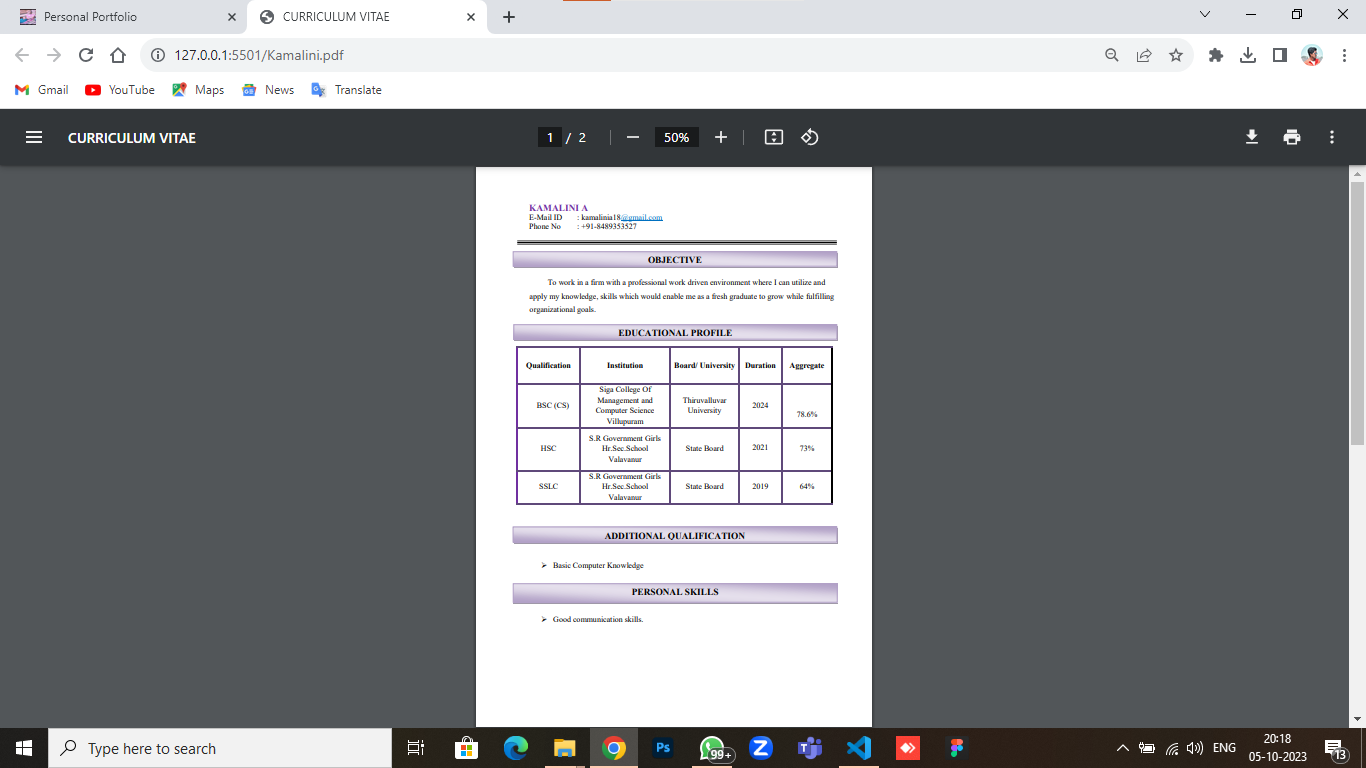 Personal Portfolio
CURRICULUM VITAE
127.0.0.1:5501/Kamalini.pdf
Gmail
YouTube
Maps
News
Translate
CURRICULUM VITAE
1 / 2
50%
KAMALINI A
E-Mail ID : kamalinia18@gmail.com
Phone No : +91-8489353527
OBJECTIVE
To work in a firm with a professional work driven environment where I can utilize and
apply my knowledge, skills which would enable me as a fresh graduate to grow while fulfilling
organizational goals.
EDUCATIONAL PROFILE
Qualification
Institution
Board/ University
Duration
Aggregate
BSC (CS)
Siga College Of
Management and
Computer Science
Villupuram
Thiruvalluvar
University
2024
78.6%
HSC
S.R Government Girls
Hr.Sec.School
Valavanur
State Board
2021
73%
SSLC
S.R Government Girls
Hr.Sec.School
Valavanur
State Board
2019
64%
ADDITIONAL QUALIFICATION
➢ Basic Computer Knowledge
PERSONAL SKILLS
➢ Good communication skills.
Type here to search
Ps
99+
ENG
20:18
05-10-2023
13